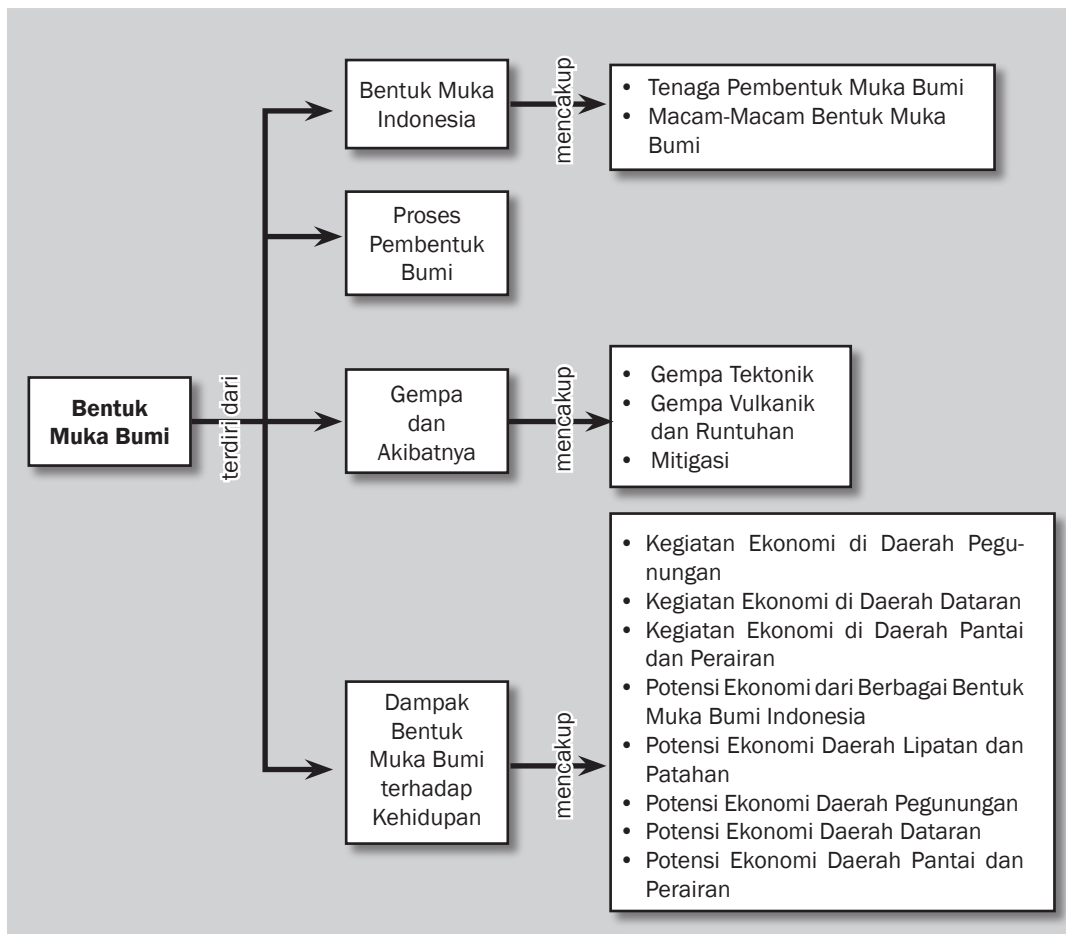 Bentuk
Muka Bumi
terdiri dari
Bentuk Muka
Indonesia
mencakup
• Tenaga Pembentuk Muka Bumi
• Macam-Macam Bentuk Muka
Bumi
Proses
Pembentuk
Bumi
Gempa
dan
Akibatnya
mencakup
• Gempa Tektonik
• Gempa Vulkanik
dan Runtuhan
• Mitigasi
Dampak
Bentuk
Muka Bumi
terhadap
Kehidupan
mencakup
• Kegiatan Ekonomi di Daerah Pegu-
nungan
• Kegiatan Ekonomi di Daerah Dataran
• Kegiatan Ekonomi di Daerah Pantai
dan Perairan
• Potensi Ekonomi dari Berbagai Bentuk
Muka Bumi Indonesia
• Potensi Ekonomi Daerah Lipatan dan
Patahan
• Potensi Ekonomi Daerah Pegunungan
• Potensi Ekonomi Daerah Dataran
• Potensi Ekonomi Daerah Pantai dan
Perairan